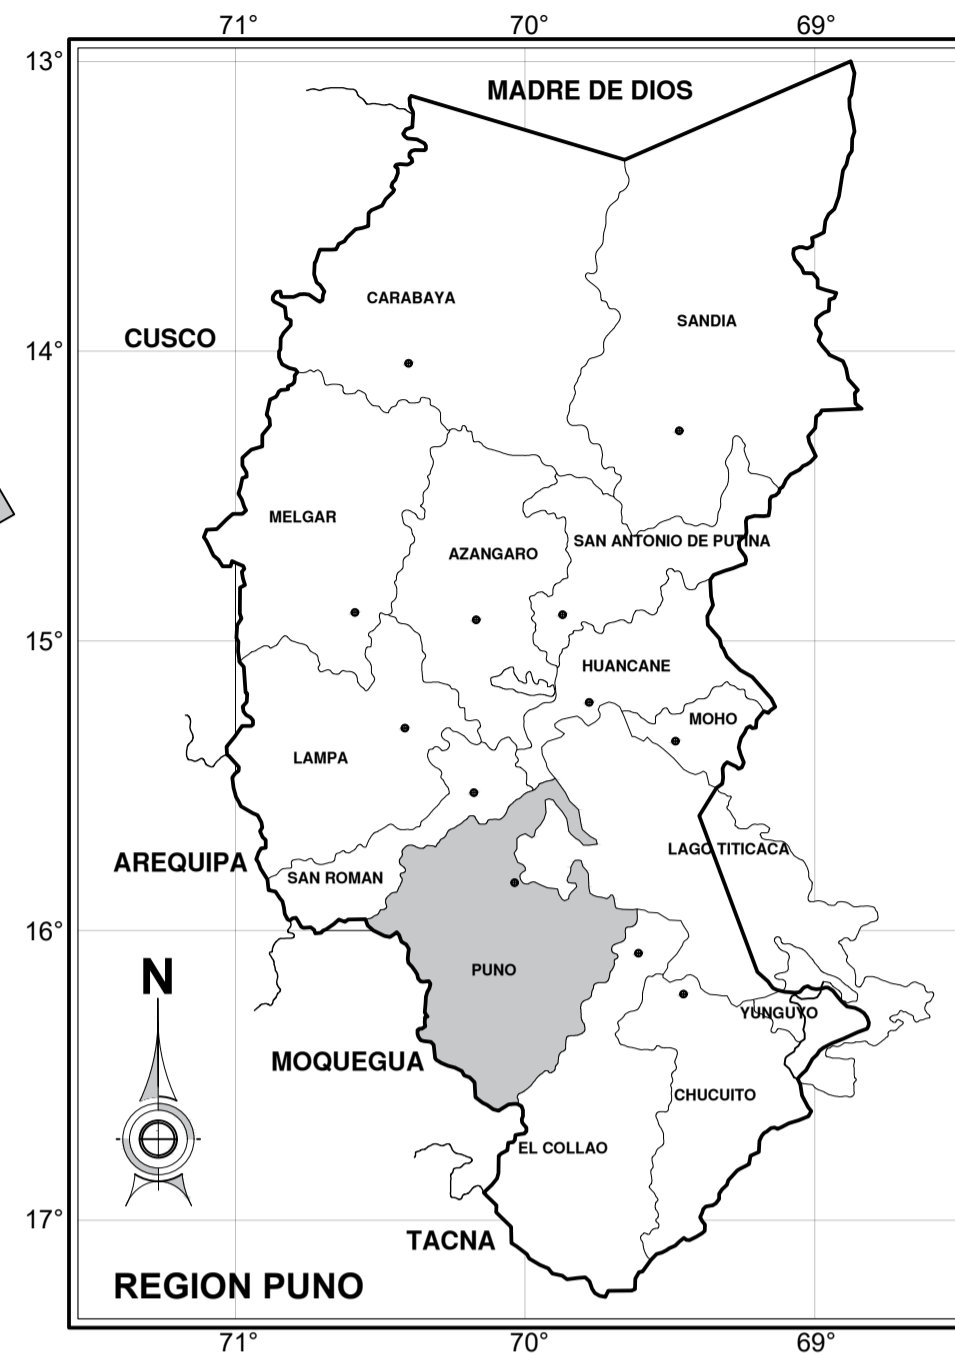 71° 70° 69°
13°
MADRE DE DIOS
CARABAYA
SANDIA
CUSCO
14°
MELGAR
AZANGARO
SAN ANTONIO DE PUTINA
15°
HUANCANE
MOHO
LAMPA
LAGO TITICACA
AREQUIPA
SAN ROMAN
16°
N
PUNO
YUNGUYO
MOQUEGUA
CHUCUITO
EL COLLAO
17°
TACNA
REGION PUNO
71° 70° 69°